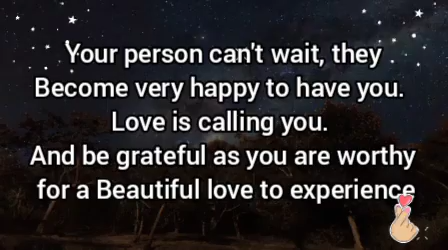 Your person can't wait, they
Become very happy to have you.
Love is calling you.
And be grateful as you are worthy
for a Beautiful love to experience